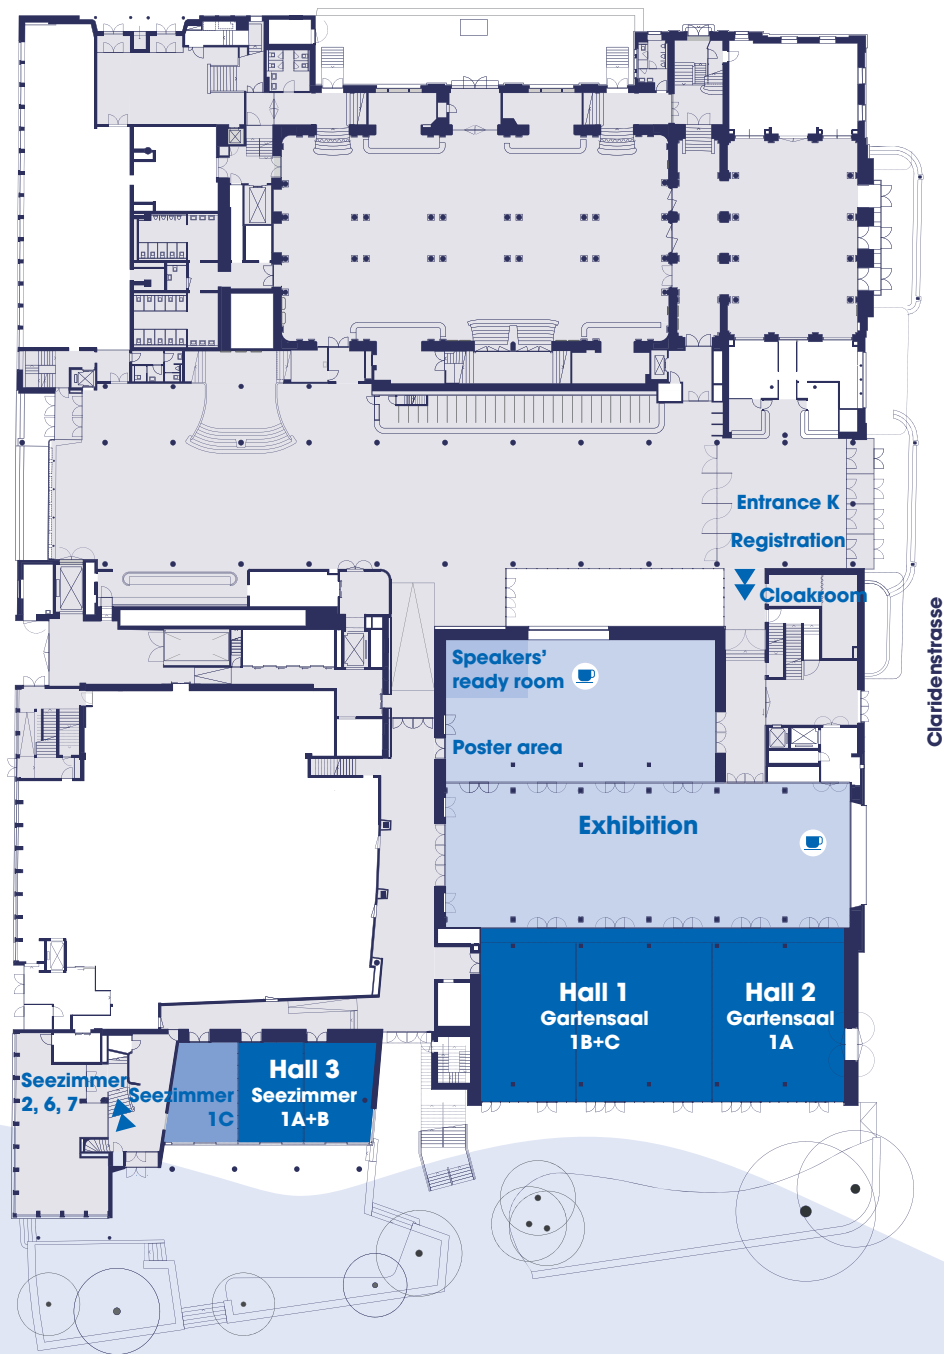 Entrance K
Registration
Cloakroom
Claridenstrasse
Speakers’
ready room
Poster area
Exhibition
Hall 1
Gartensaal
1B+C
Hall 2
Gartensaal
1A
Hall 3
Seezimmer
1A+B
Seezimmer
1C
Seezimmer
2, 6, 7